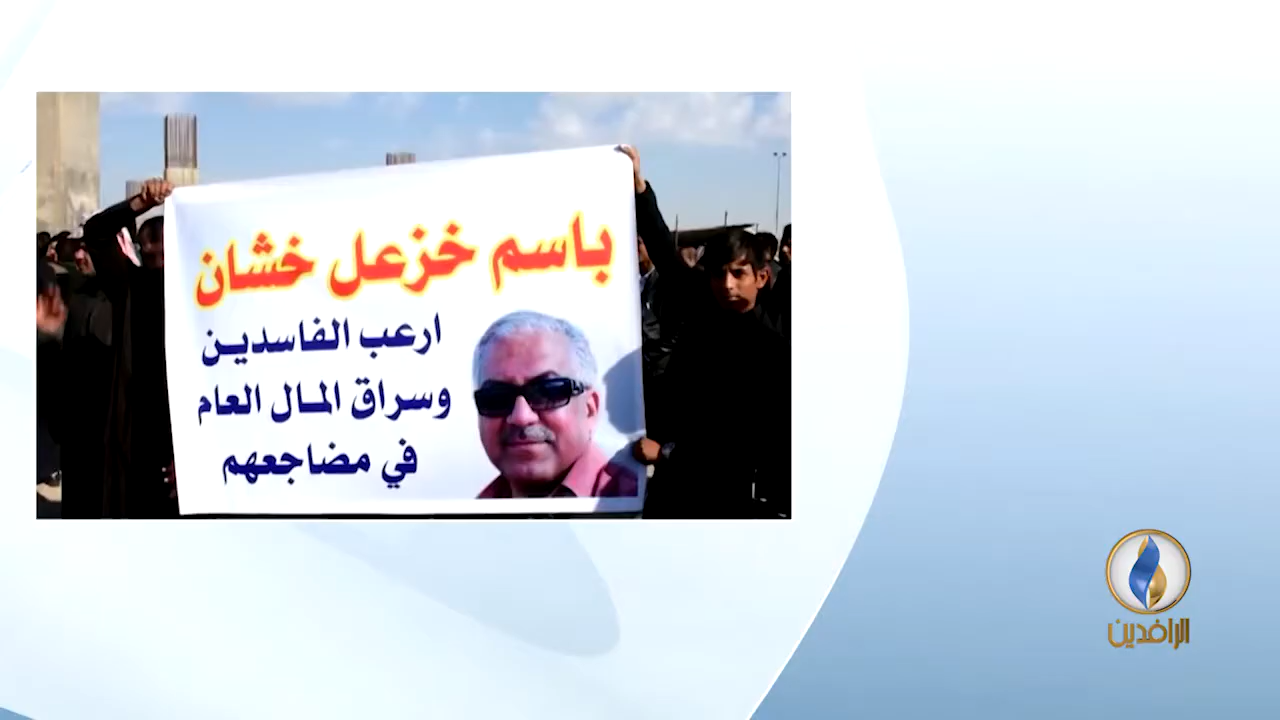 باسم خزعل خشان
ارعب الفاسدين
وسراق المال العام
في مضاجعهم
الرافدين